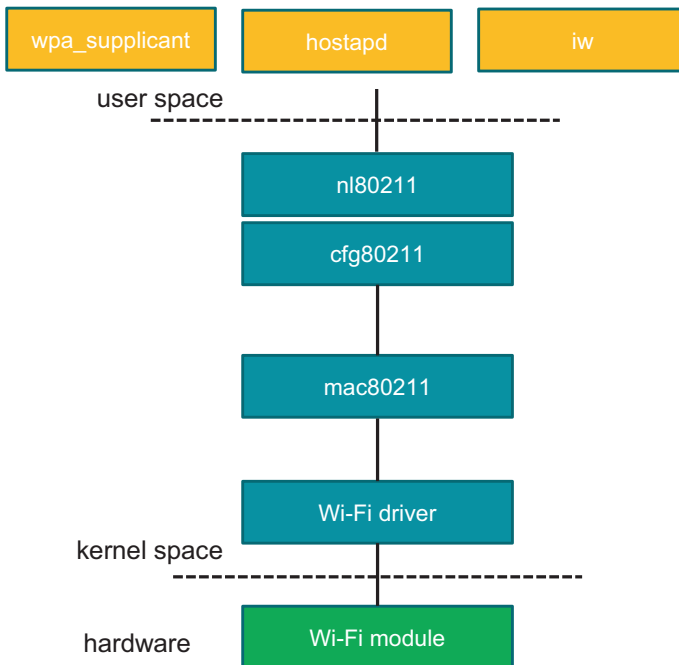 wpa_supplicant
hostapd
iw
user space
nl80211
cfg80211
mac80211
Wi-Fi driver
kernel space
Wi-Fi module
hardware